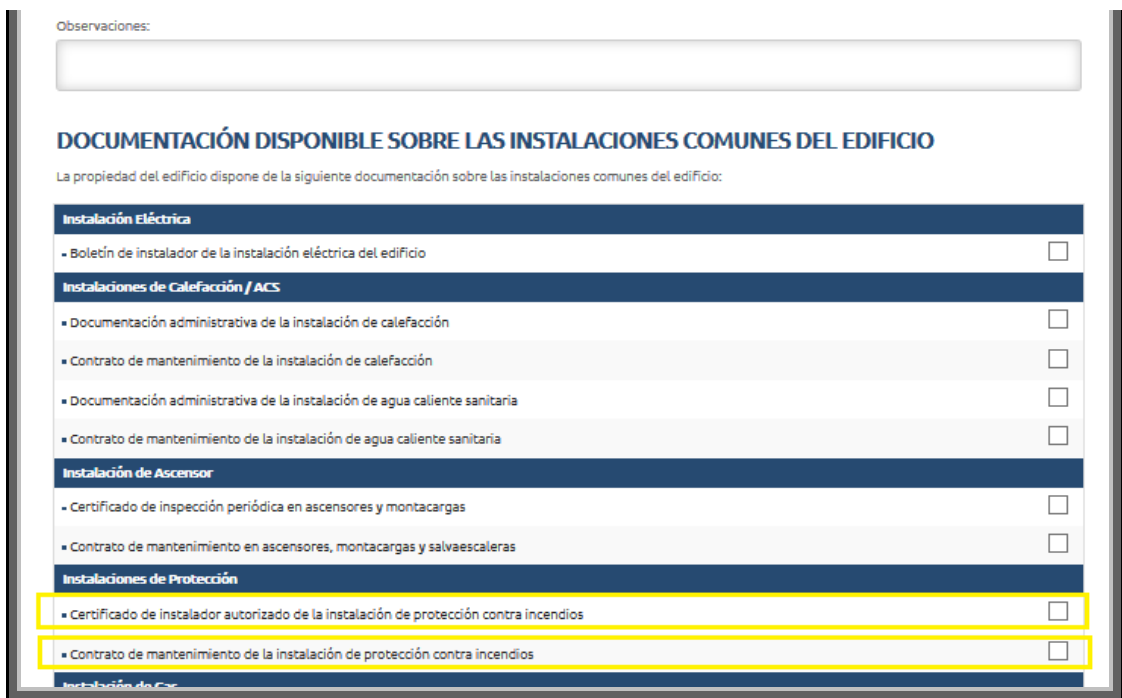 Observaciones:
DOCUMENTACIÓN DISPONIBLE SOBRE LAS INSTALACIONES COMUNES DEL EDIFICIO
La propiedad del edificio dispone de la siguiente documentación sobre las instalaciones comunes del edificio:
Instalación Eléctrica
- Boletín de instalador de la instalación eléctrica del edificio
Instalaciones de Calefacción / ACS
▪ Documentación administrativa de la instalación de calefacción
▪ Contrato de mantenimiento de la instalación de calefacción
▪ Documentación administrativa de la instalación de agua caliente sanitaria
▪ Contrato de mantenimiento de la instalación de agua caliente sanitaria
Instalación de Ascensor
- Certificado de inspección periódica en ascensores y montacargas
▪ Contrato de mantenimiento en ascensores, montacargas y salvaescaleras
Instalaciones de Protección
▪ Certificado de instalador autorizado de la instalación de protección contra incendios
▪ Contrato de mantenimiento de la instalación de protección contra incendios
Instalación de Gas